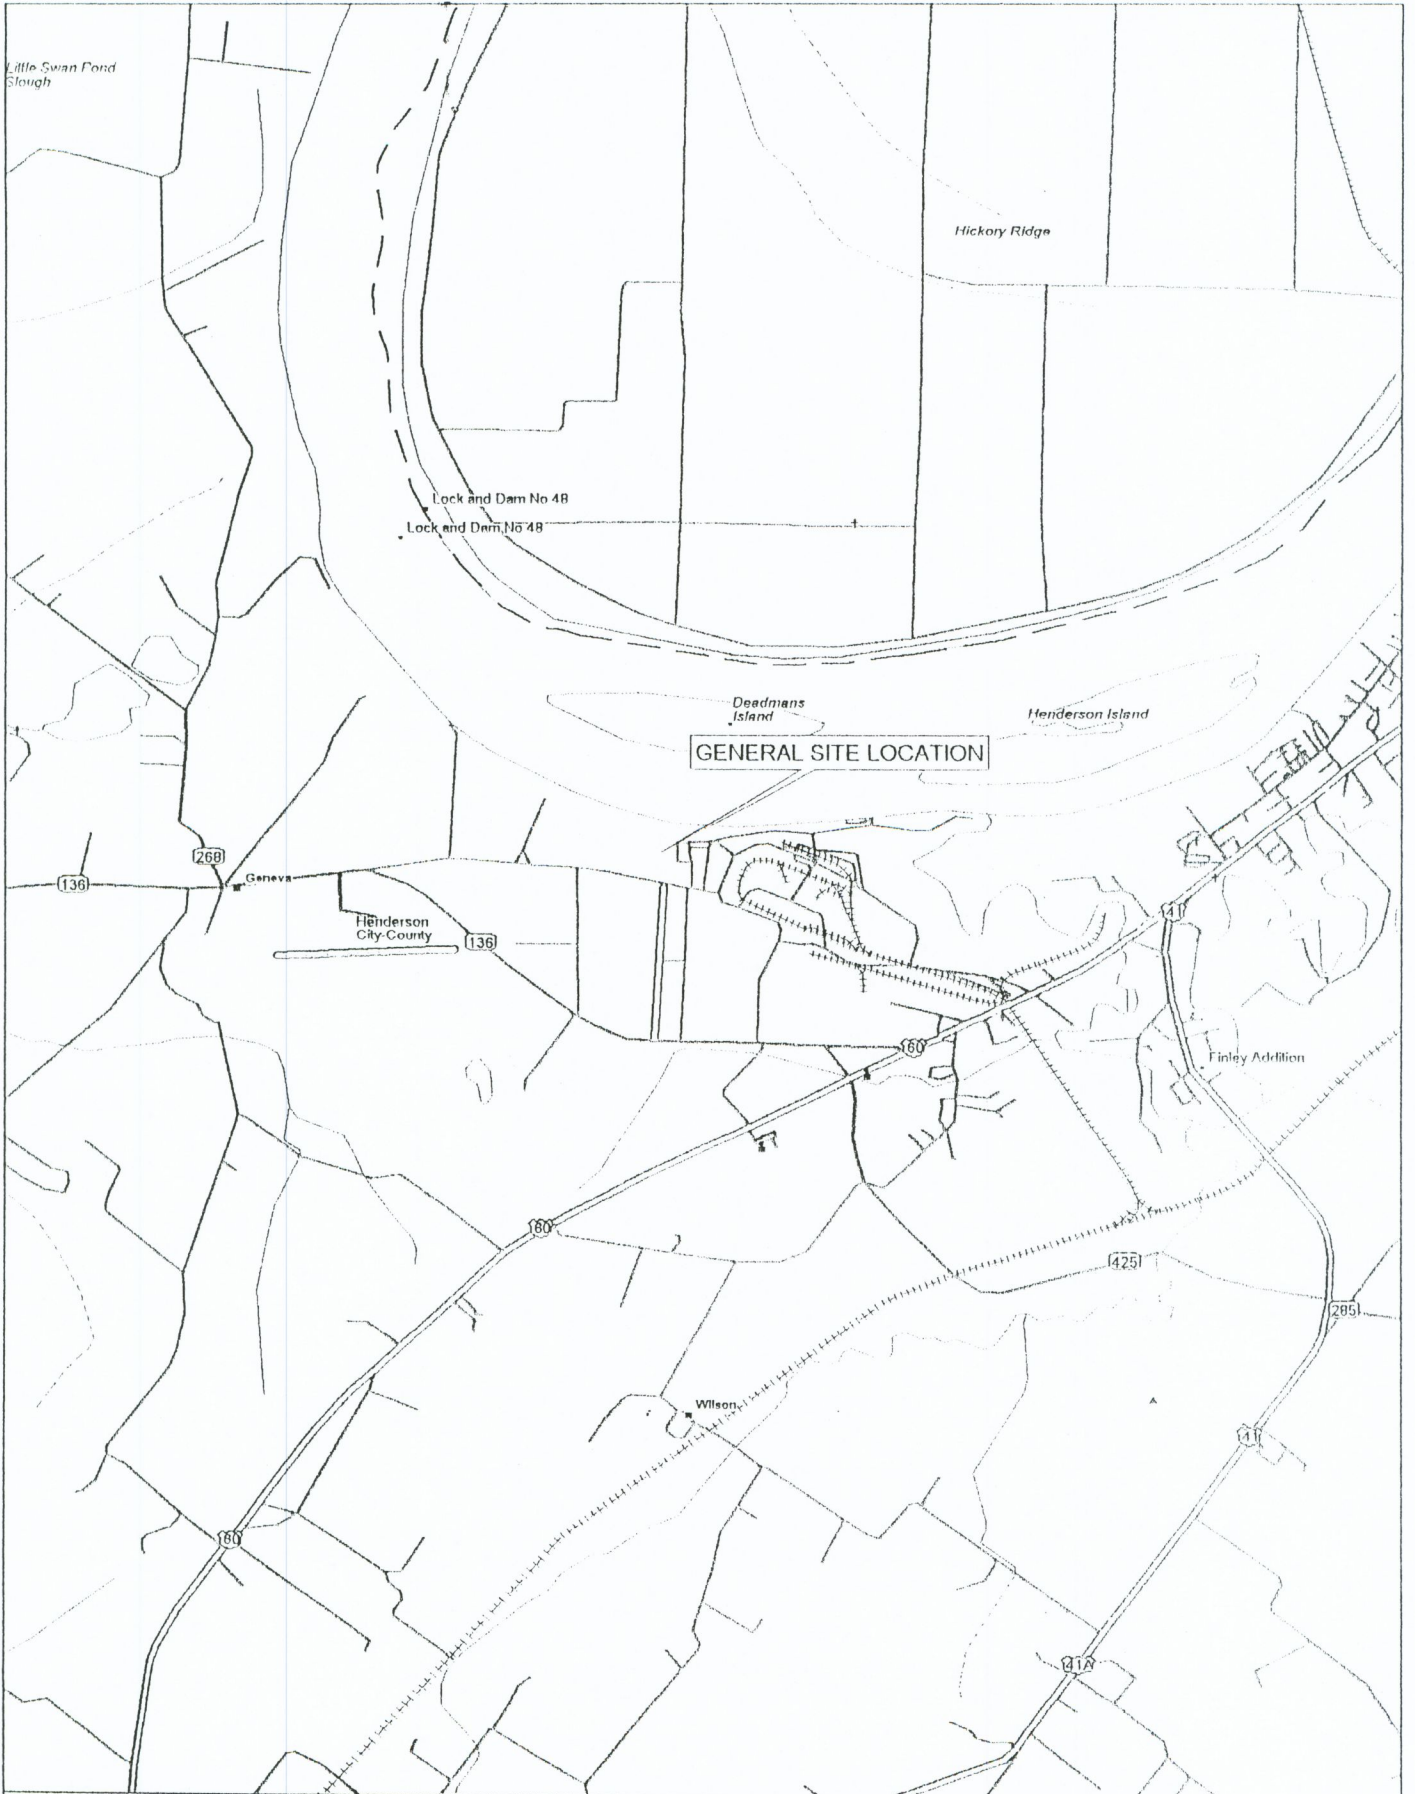 Little Swan Pond
Slough
Hickory Ridge
Lock and Dam No 48
Lock and Dam No 48
Deadmans
Island
Henderson Island
GENERAL SITE LOCATION
268
136
Geneva
Henderson
City-County
136
41
60
Finley Addition
60
425
285
Wilson
41
60
41A